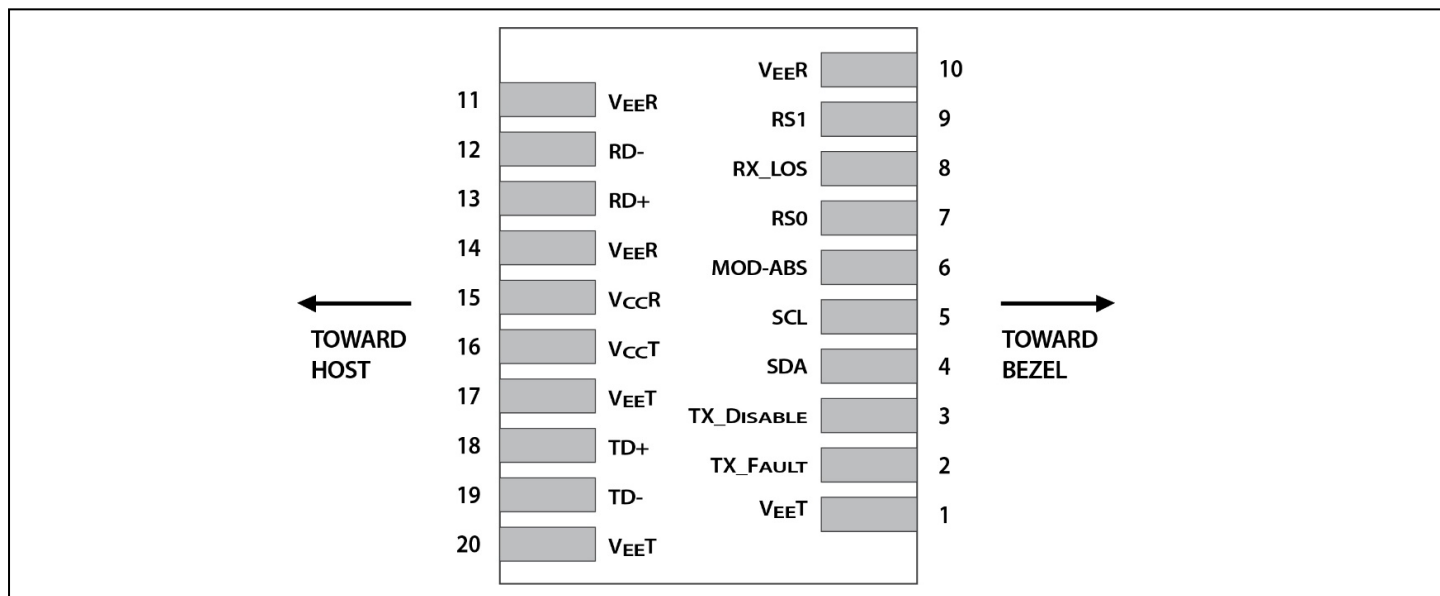 VEER 10
11 VEER
RS1 9
12 RD-
RX_LOS 8
13 RD+
RS0 7
14 VEER
MOD-ABS 6
15 VCCR
SCL 5
TOWARD
HOST
16 VCCT
TOWARD
BEZEL
SDA 4
17 VEET
TX_DISABLE 3
18 TD+
TX_FAULT 2
19 TD-
VEET 1
20 VEET